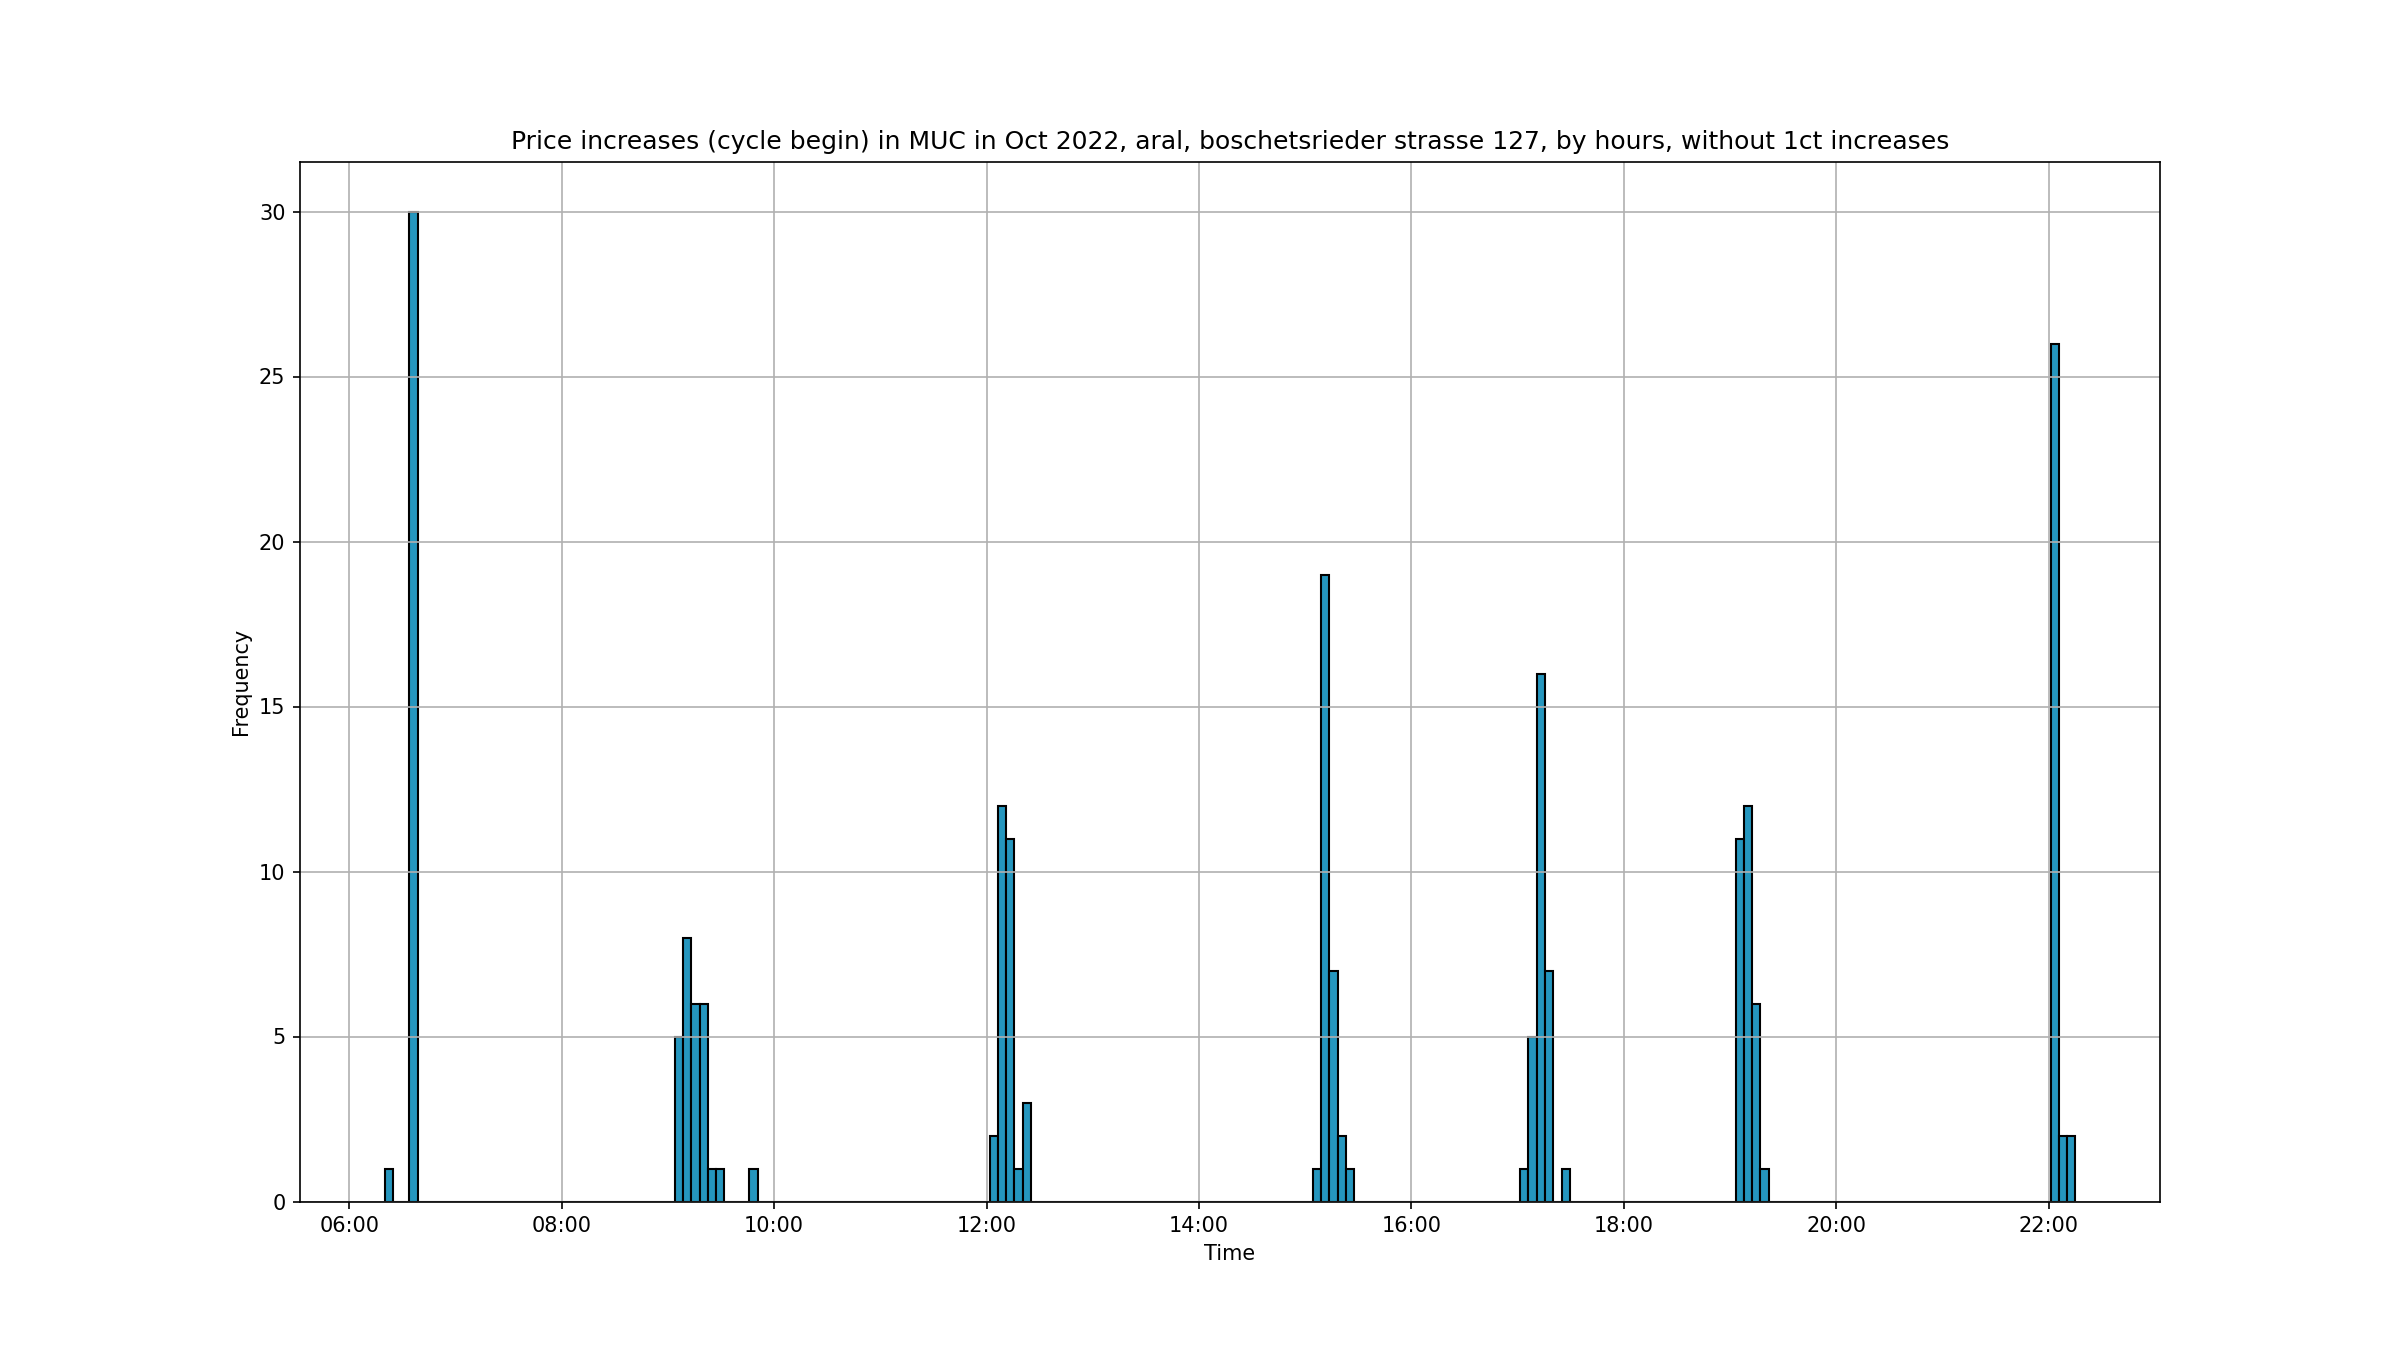 Price increases (cycle begin) in MUC in Oct 2022, aral, boschetsrieder strasse 127, by hours, without 1ct increases
30
25
20
15
10
5
0
Frequency
06:00 08:00 10:00 12:00 14:00 16:00 18:00 20:00 22:00
Time